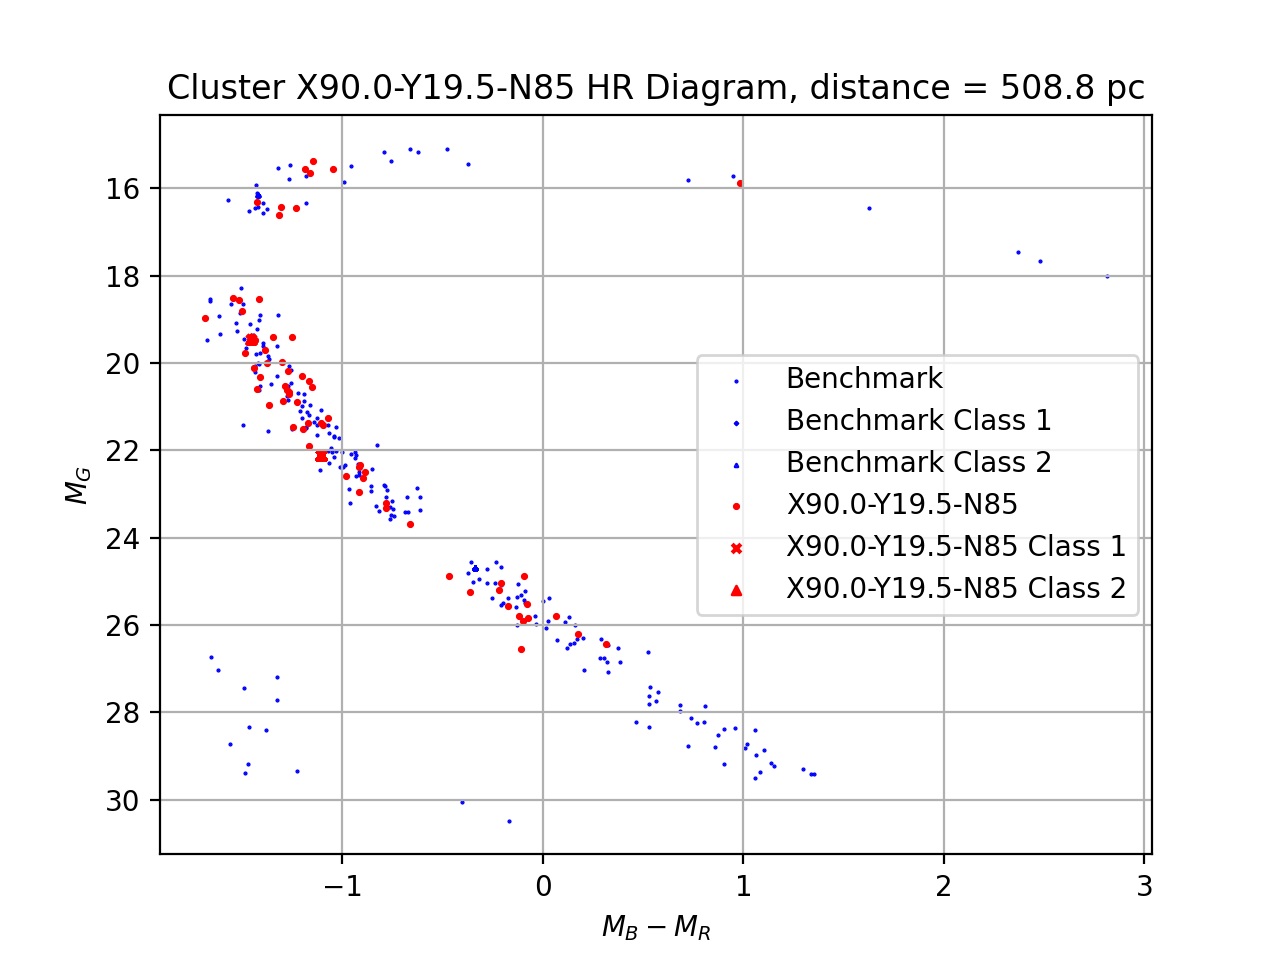 Cluster X90.0-Y19.5-N85 HR Diagram, distance = 508.8 pc
16
18
20
22
24
26
28
30
M_G
Benchmark
Benchmark Class 1
Benchmark Class 2
X90.0-Y19.5-N85
X90.0-Y19.5-N85 Class 1
X90.0-Y19.5-N85 Class 2
−1 0 1 2 3
M_B − M_R